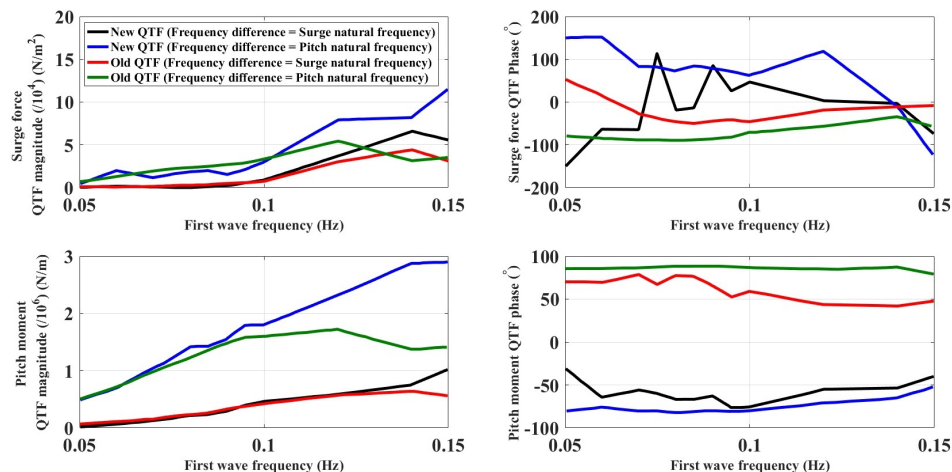 Surge force
QTF magnitude (/10⁴) (N/m²)
20
15
10
5
0
New QTF (Frequency difference = Surge natural frequency)
New QTF (Frequency difference = Pitch natural frequency)
Old QTF (Frequency difference = Surge natural frequency)
Old QTF (Frequency difference = Pitch natural frequency)
0.05
0.1
0.15
First wave frequency (Hz)
Surge force QTF Phase (°)
200
100
0
-100
-200
0.05
0.1
0.15
First wave frequency (Hz)
Pitch moment
QTF magnitude (/10⁶) (N/m)
3
2
1
0
0.05
0.1
0.15
First wave frequency (Hz)
Pitch moment QTF phase (°)
100
50
0
-50
-100
0.05
0.1
0.15
First wave frequency (Hz)